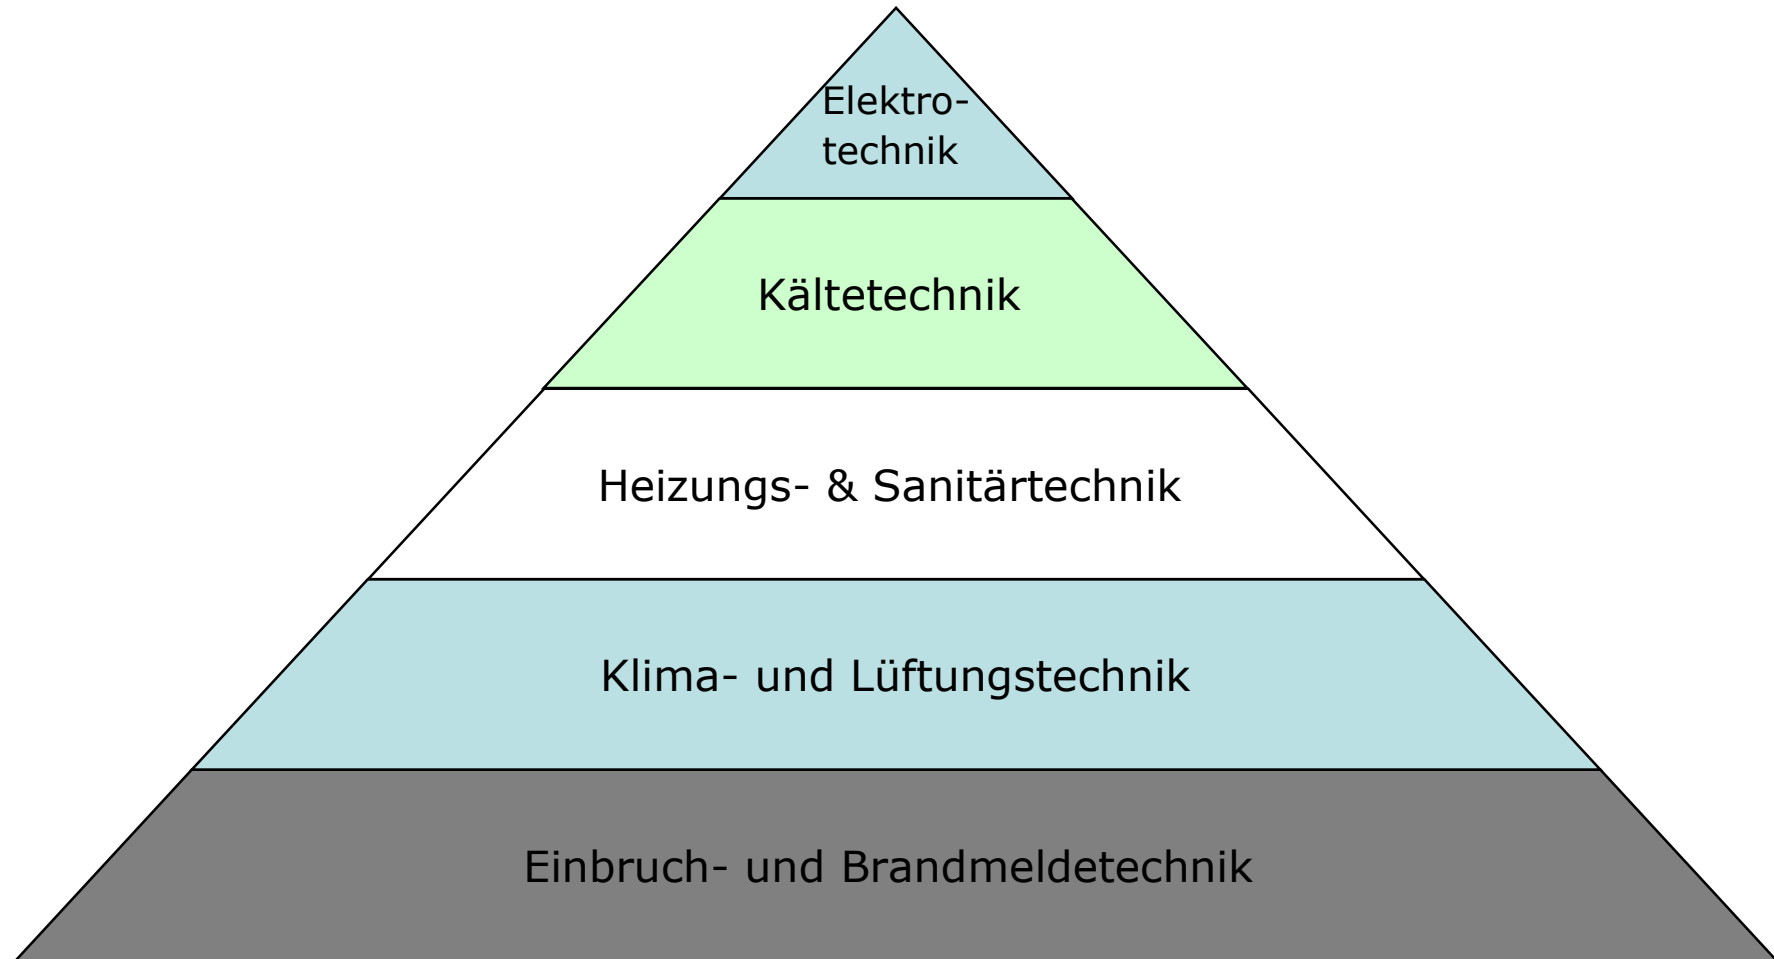 Elektro-
technik
Kältetechnik
Heizungs- & Sanitärtechnik
Klima- und Lüftungstechnik
Einbruch- und Brandmeldetechnik